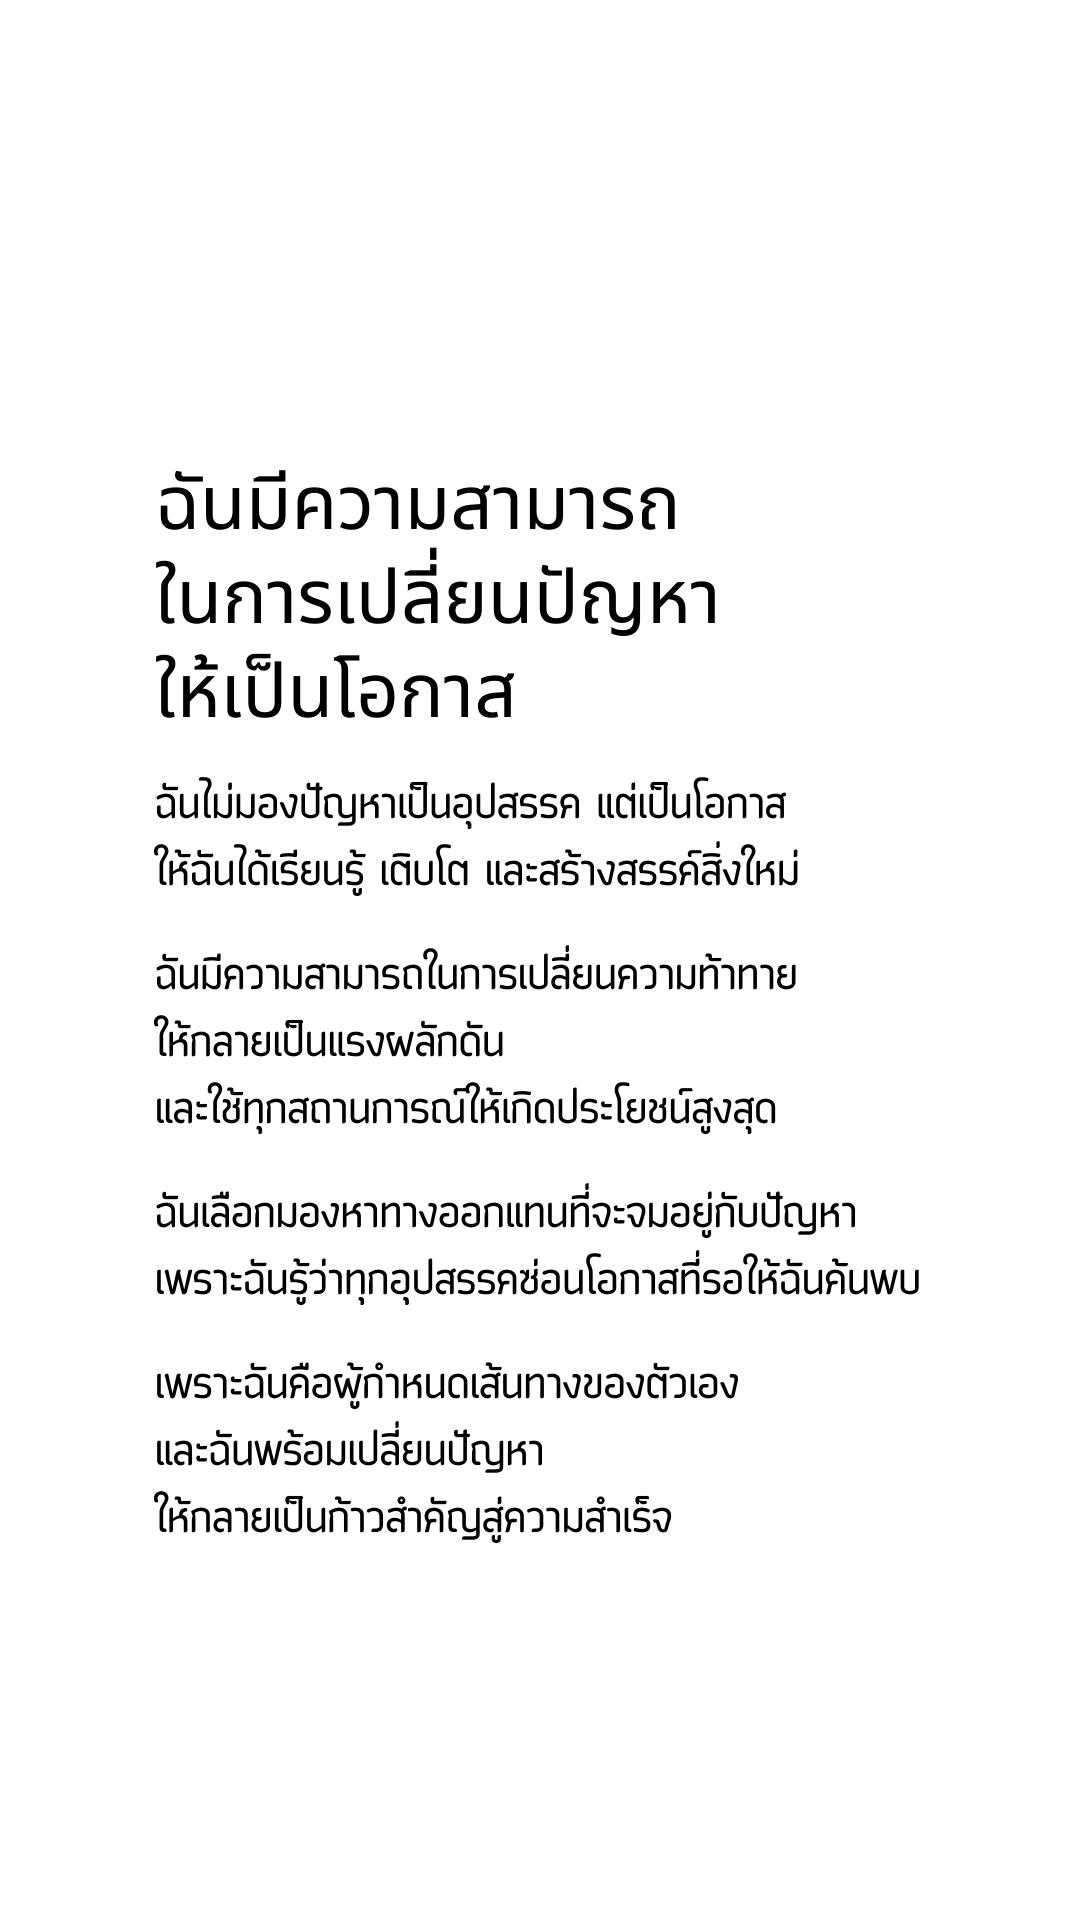 ฉันมีความสามารถ
ในการเปลี่ยนปัญหา
ให้เป็นโอกาส
ฉันไม่มองปัญหาเป็นอุปสรรค แต่เป็นโอกาส
ให้ฉันได้เรียนรู้ เติบโต และสร้างสรรค์สิ่งใหม่
ฉันมีความสามารถในการเปลี่ยนความท้าทาย
ให้กลายเป็นแรงผลักดัน
และใช้ทุกสถานการณ์ให้เกิดประโยชน์สูงสุด
ฉันเลือกมองหาทางออกแทนที่จะจมอยู่กับปัญหา
เพราะฉันรู้ว่าทุกอุปสรรคซ่อนโอกาสที่รอให้ฉันค้นพบ
เพราะฉันคือผู้กำหนดเส้นทางของตัวเอง
และฉันพร้อมเปลี่ยนปัญหา
ให้กลายเป็นก้าวสำคัญสู่ความสำเร็จ